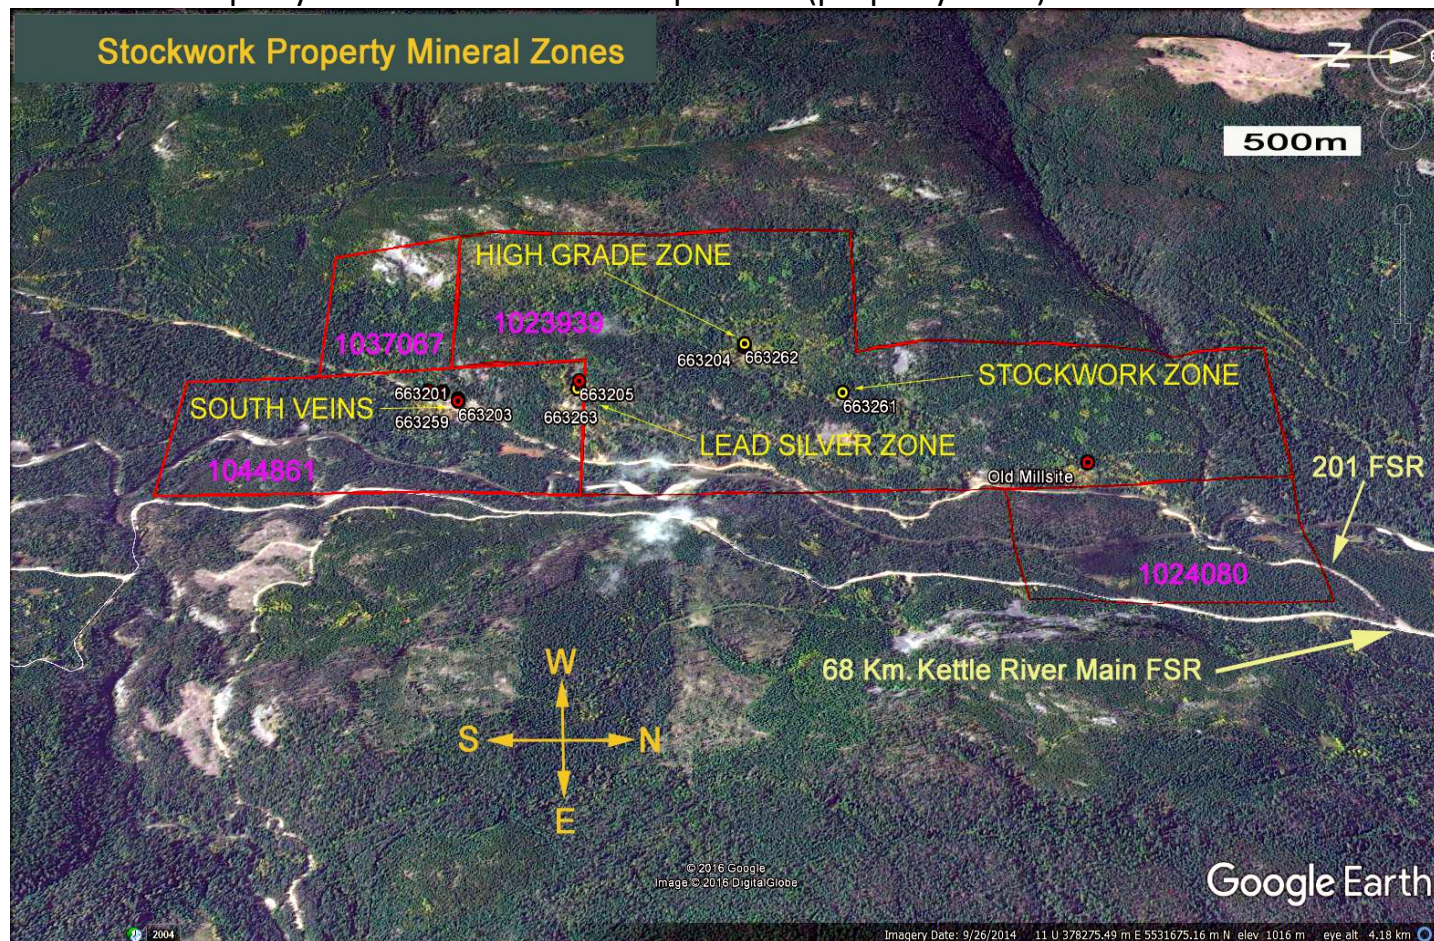 Stockwork Property Mineral Zones
N
500m
HIGH GRADE ZONE
1037067
1023939
663204
663262
663201
663205
STOCKWORK ZONE
SOUTH VEINS
663203
663261
663259
663263
LEAD SILVER ZONE
1044861
201 FSR
Old Millsite
1024080
68 Km. Kettle River Main FSR
W
S
N
E
© 2016 Google
Image © 2016 DigitalGlobe
Google Earth
2004
Imagery Date: 9/26/2014 11 U 378275.49 m E 5531675.16 m N elev 1016 m eye alt 4.18 km